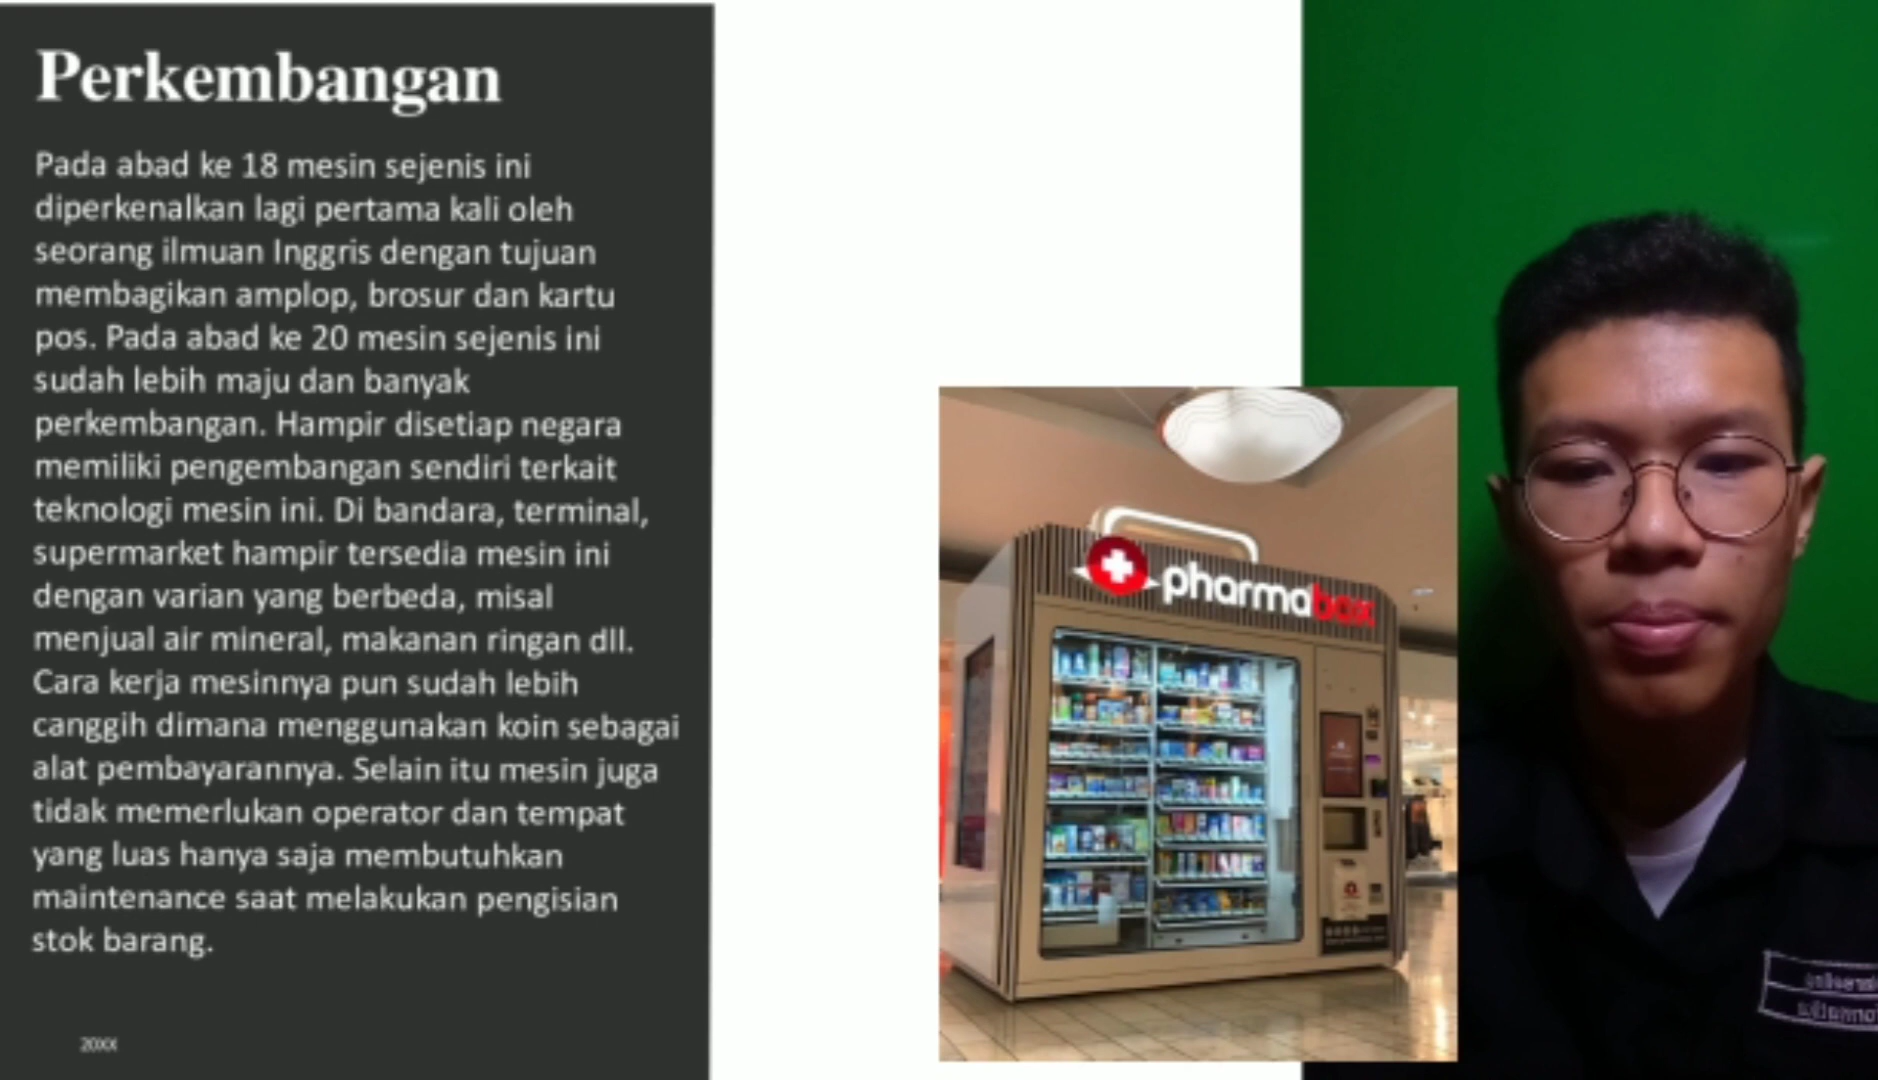 Perkembangan
Pada abad ke 18 mesin sejenis ini
diperkenalkan lagi pertama kali oleh
seorang ilmuan Inggris dengan tujuan
membagikan amplop, brosur dan kartu
pos. Pada abad ke 20 mesin sejenis ini
sudah lebih maju dan banyak
perkembangan. Hampir disetiap negara
memiliki pengembangan sendiri terkait
teknologi mesin ini. Di bandara, terminal,
supermarket hampir tersedia mesin ini
dengan varian yang berbeda, misal
menjual air mineral, makanan ringan dll.
Cara kerja mesinnya pun sudah lebih
canggih dimana menggunakan koin sebagai
alat pembayarannya. Selain itu mesin juga
tidak memerlukan operator dan tempat
yang luas hanya saja membutuhkan
maintenance saat melakukan pengisian
stok barang.
20XX
pharmabox